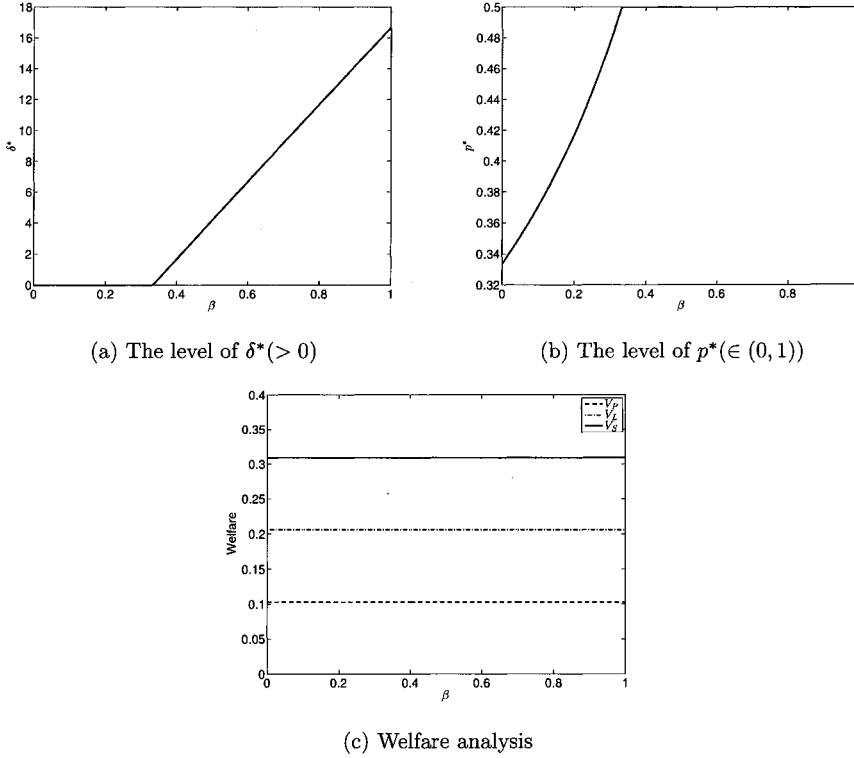 18
16
14
12
10
8
6
4
2
0
δ*
0 0.2 0.4 0.6 0.8 1
β
(a) The level of δ*(> 0)
0.5
0.48
0.46
0.44
0.42
0.4
0.38
0.36
0.34
0.32
p*
0 0.2 0.4 0.6 0.8
β
(b) The level of p*(∈ (0, 1))
0.4
0.35
0.3
0.25
0.2
0.15
0.1
0.05
0
Welfare
V_P
V_L
V_S
0 0.2 0.4 0.6 0.8 1
β
(c) Welfare analysis